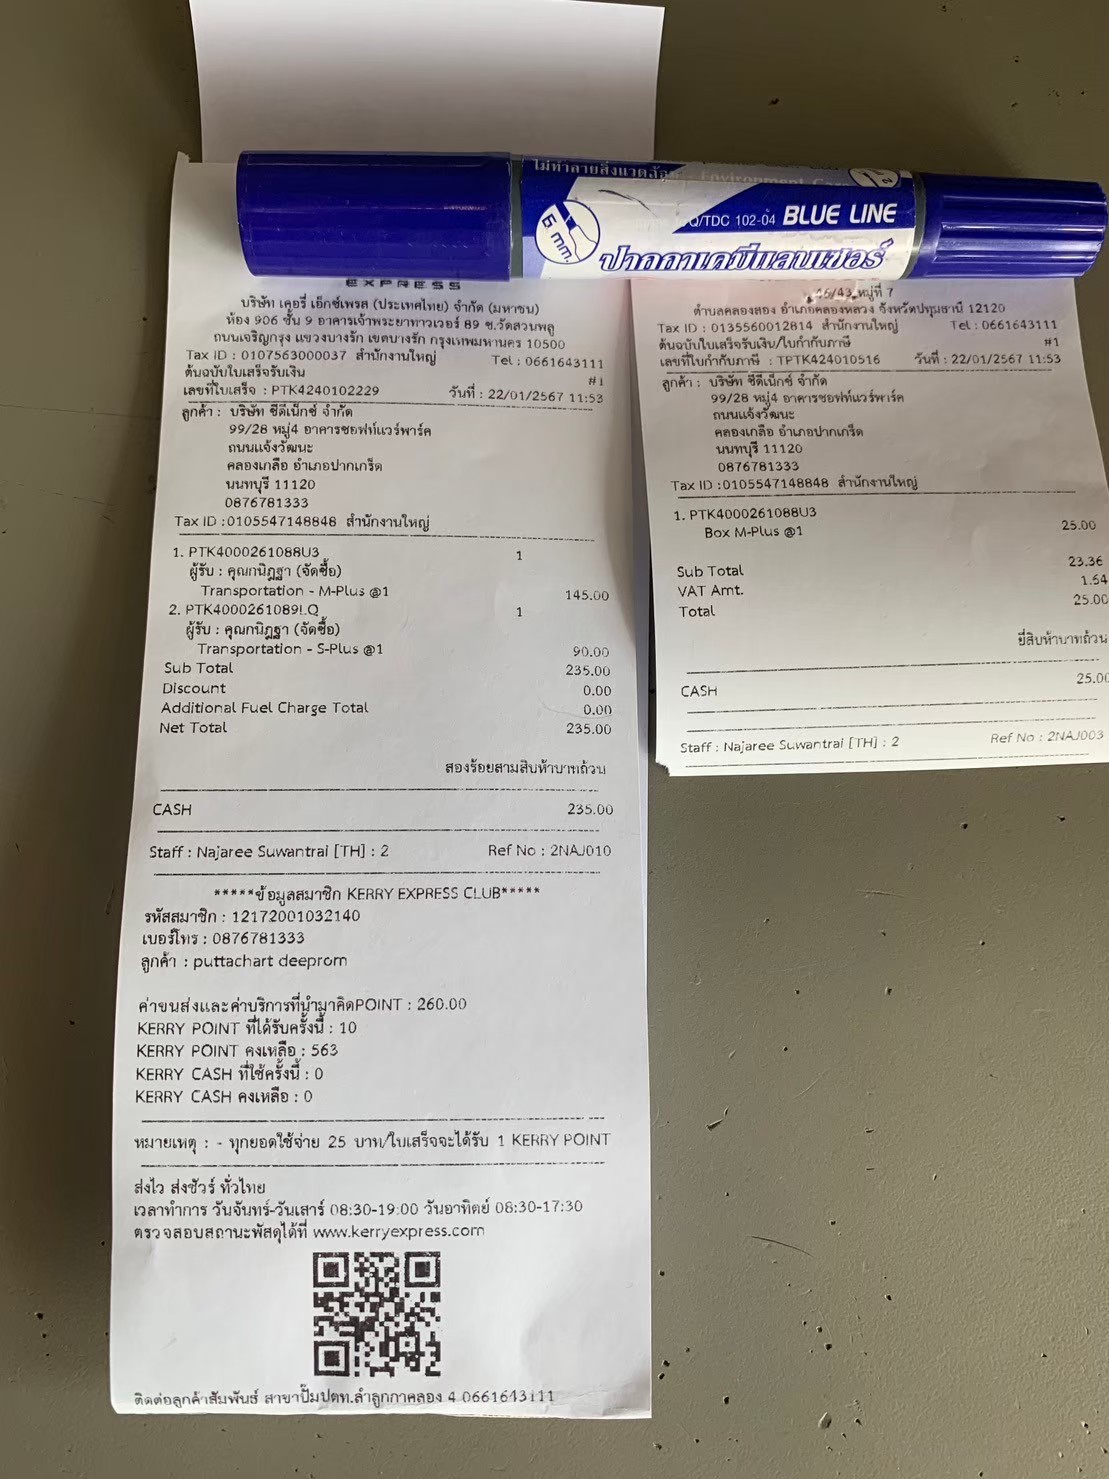 ไม่ทำลายสิ่งแวดล้อม
6 mm.
Q/TDC 102-04 BLUE LINE
ปากกาเคมีแลนเซอร์
EXPRESS
บริษัท เคอรี่ เอ็กซ์เพรส (ประเทศไทย) จำกัด (มหาชน)
ห้อง 906 ชั้น 9 อาคารเจ้าพระยาทาวเวอร์ 89 ซ.วัดสวนพลู
ถนนเจริญกรุง แขวงบางรัก เขตบางรัก กรุงเทพมหานคร 10500
Tax ID : 0107563000037 สำนักงานใหญ่ Tel : 0661643111
ต้นฉบับใบเสร็จรับเงิน #1
เลขที่ใบเสร็จ : PTK4240102229 วันที่ : 22/01/2567 11:53
ลูกค้า : บริษัท ซีดีเน็กซ์ จำกัด
99/28 หมู่4 อาคารซอฟท์แวร์พาร์ค
ถนนแจ้งวัฒนะ
คลองเกลือ อำเภอปากเกร็ด
นนทบุรี 11120
0876781333
Tax ID :0105547148848 สำนักงานใหญ่
1. PTK4000261088U3 1
ผู้รับ : คุณกนิฎฐา (จัดซื้อ)
Transportation - M-Plus @1 145.00
2. PTK4000261089LQ 1
ผู้รับ : คุณกนิฎฐา (จัดซื้อ)
Transportation - S-Plus @1 90.00
Sub Total 235.00
Discount 0.00
Additional Fuel Charge Total 0.00
Net Total 235.00
สองร้อยสามสิบห้าบาทถ้วน
CASH 235.00
Staff : Najaree Suwantrai [TH] : 2 Ref No : 2NAJ010
*****ข้อมูลสมาชิก KERRY EXPRESS CLUB*****
รหัสสมาชิก : 12172001032140
เบอร์โทร : 0876781333
ลูกค้า : puttachart deeprom
ค่าขนส่งและค่าบริการที่นำมาคิดPOINT : 260.00
KERRY POINT ที่ได้รับครั้งนี้ : 10
KERRY POINT คงเหลือ : 563
KERRY CASH ที่ใช้ครั้งนี้ : 0
KERRY CASH คงเหลือ : 0
หมายเหตุ : - ทุกยอดใช้จ่าย 25 บาท/ใบเสร็จจะได้รับ 1 KERRY POINT
ส่งไว ส่งชัวร์ ทั่วไทย
เวลาทำการ วันจันทร์-วันเสาร์ 08:30-19:00 วันอาทิตย์ 08:30-17:30
ตรวจสอบสถานะพัสดุได้ที่ www.kerryexpress.com
ติดต่อลูกค้าสัมพันธ์ สาขาปั๊มปตท.ลำลูกกาคลอง 4 0661643111
46/43 หมู่ที่ 7
ตำบลคลองสอง อำเภอคลองหลวง จังหวัดปทุมธานี 12120
Tax ID : 0135560012814 สำนักงานใหญ่ Tel : 0661643111
ต้นฉบับใบเสร็จรับเงิน/ใบกำกับภาษี #1
เลขที่ใบกำกับภาษี : TPTK424010516 วันที่ : 22/01/2567 11:53
ลูกค้า : บริษัท ซีดีเน็กซ์ จำกัด
99/28 หมู่4 อาคารซอฟท์แวร์พาร์ค
ถนนแจ้งวัฒนะ
คลองเกลือ อำเภอปากเกร็ด
นนทบุรี 11120
0876781333
Tax ID :0105547148848 สำนักงานใหญ่
1. PTK4000261088U3
Box M-Plus @1 25.00
Sub Total 23.36
VAT Amt. 1.64
Total 25.00
ยี่สิบห้าบาทถ้วน
CASH 25.00
Staff : Najaree Suwantrai [TH] : 2 Ref No : 2NAJ003